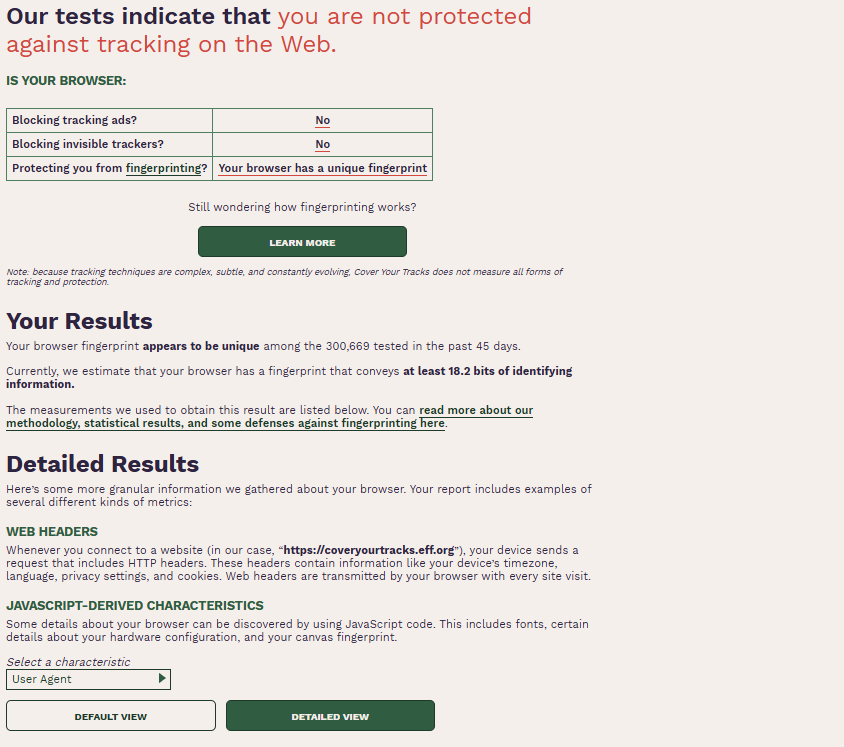 Our tests indicate that you are not protected
against tracking on the Web.
IS YOUR BROWSER:
Blocking tracking ads? No
Blocking invisible trackers? No
Protecting you from fingerprinting? Your browser has a unique fingerprint
Still wondering how fingerprinting works?
LEARN MORE
Note: because tracking techniques are complex, subtle, and constantly evolving, Cover Your Tracks does not measure all forms of
tracking and protection.
Your Results
Your browser fingerprint appears to be unique among the 300,669 tested in the past 45 days.
Currently, we estimate that your browser has a fingerprint that conveys at least 18.2 bits of identifying
information.
The measurements we used to obtain this result are listed below. You can read more about our
methodology, statistical results, and some defenses against fingerprinting here.
Detailed Results
Here's some more granular information we gathered about your browser. Your report includes examples of
several different kinds of metrics:
WEB HEADERS
Whenever you connect to a website (in our case, "https://coveryourtracks.eff.org"), your device sends a
request that includes HTTP headers. These headers contain information like your device's timezone,
language, privacy settings, and cookies. Web headers are transmitted by your browser with every site visit.
JAVASCRIPT-DERIVED CHARACTERISTICS
Some details about your browser can be discovered by using JavaScript code. This includes fonts, certain
details about your hardware configuration, and your canvas fingerprint.
Select a characteristic
User Agent
DEFAULT VIEW DETAILED VIEW